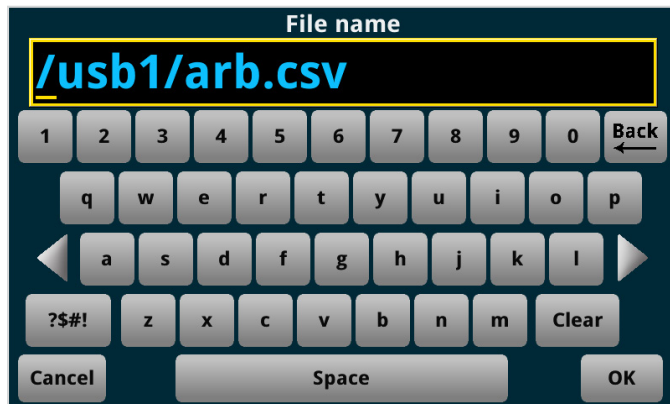 File name
/usb1/arb.csv
1 2 3 4 5 6 7 8 9 0 Back
q w e r t y u i o p
a s d f g h j k l
?$#! z x c v b n m Clear
Cancel Space OK